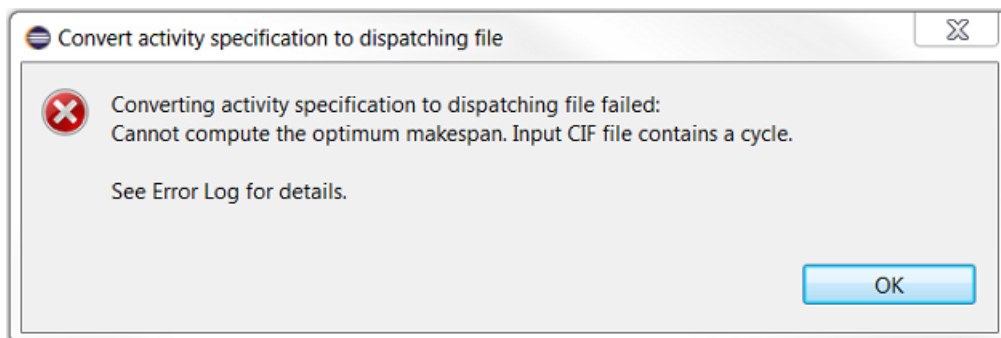 Convert activity specification to dispatching file
Converting activity specification to dispatching file failed:
Cannot compute the optimum makespan. Input CIF file contains a cycle.
See Error Log for details.
OK